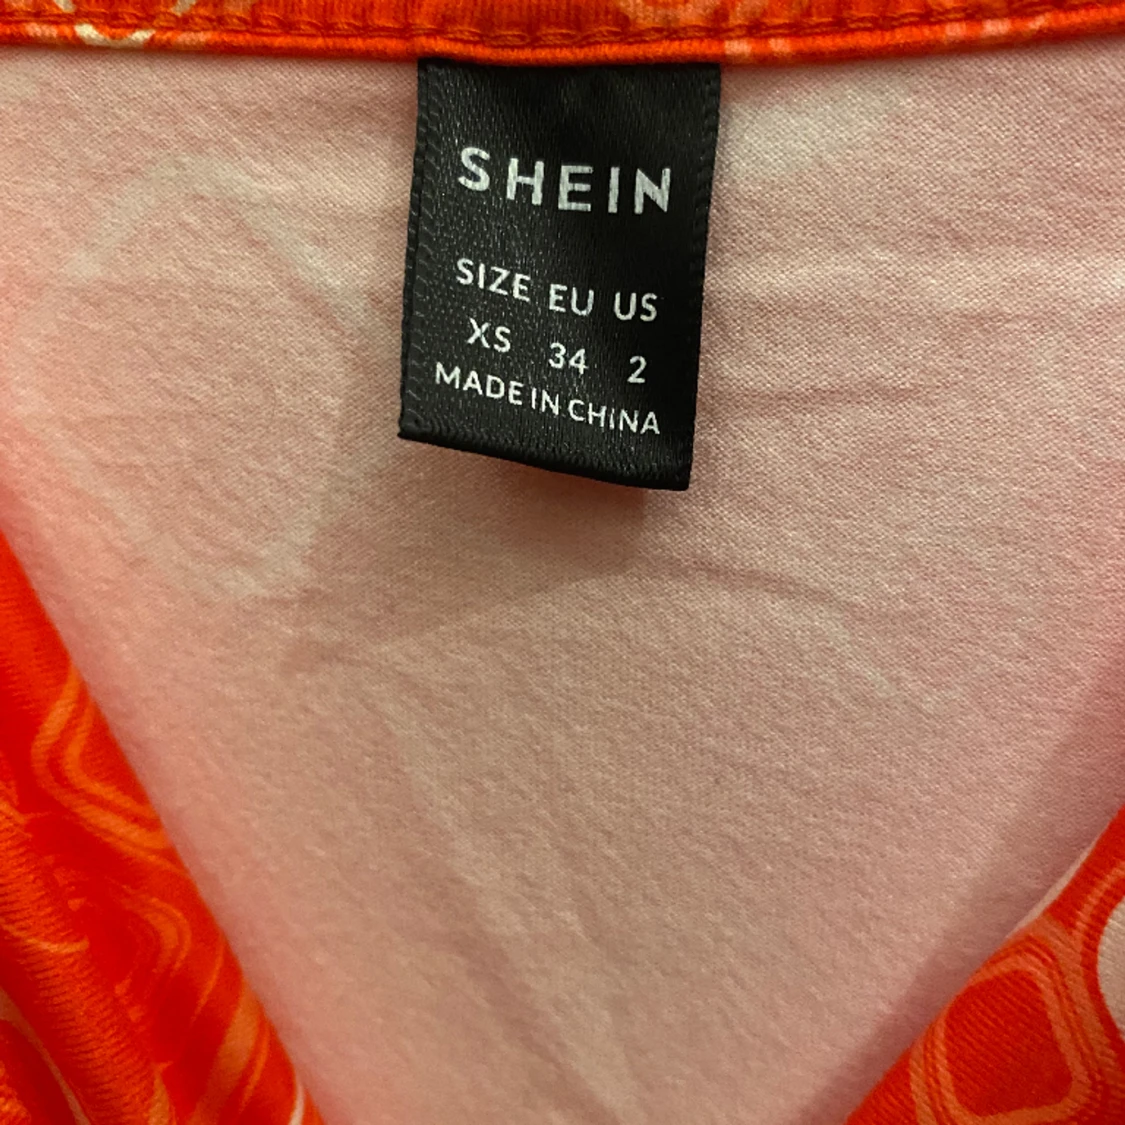 SHEIN
SIZE EU US
XS 34 2
MADE IN CHINA